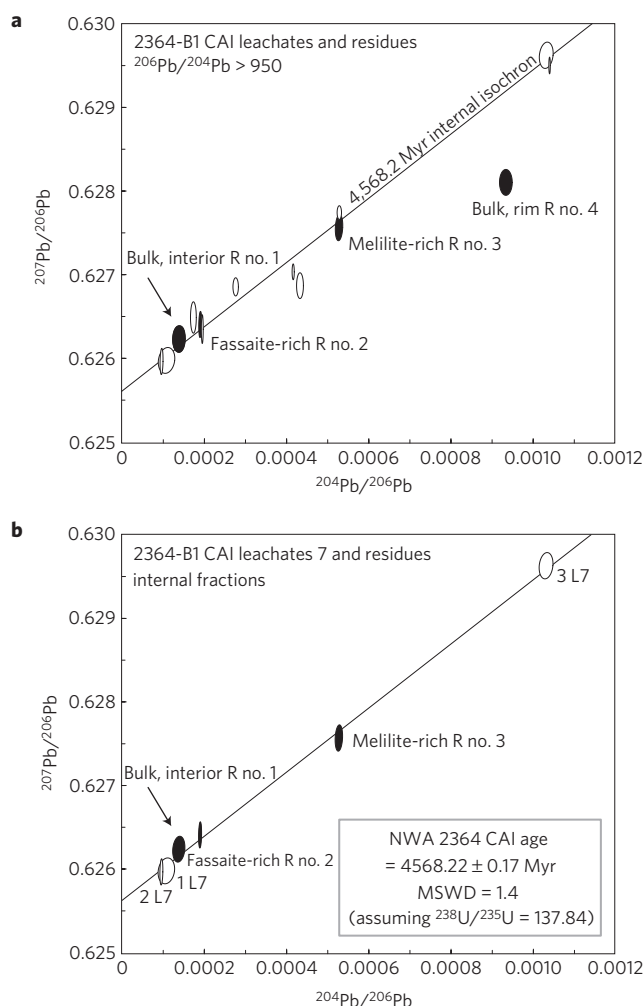 a
2364-B1 CAI leachates and residues
²⁰⁶Pb/²⁰⁴Pb > 950
0.630
0.629
0.628
0.627
0.626
0.625
²⁰⁷Pb/²⁰⁶Pb
4,568.2 Myr internal isochron
Bulk, rim R no. 4
Melilite-rich R no. 3
Bulk, interior R no. 1
Fassaite-rich R no. 2
0 0.0002 0.0004 0.0006 0.0008 0.0010 0.0012
²⁰⁴Pb/²⁰⁶Pb
b
2364-B1 CAI leachates 7 and residues
internal fractions
0.630
0.629
0.628
0.627
0.626
0.625
²⁰⁷Pb/²⁰⁶Pb
3 L7
Melilite-rich R no. 3
Bulk, interior R no. 1
Fassaite-rich R no. 2
1 L7
2 L7
NWA 2364 CAI age
= 4568.22 ± 0.17 Myr
MSWD = 1.4
(assuming ²³⁸U/²³⁵U = 137.84)
0 0.0002 0.0004 0.0006 0.0008 0.0010 0.0012
²⁰⁴Pb/²⁰⁶Pb